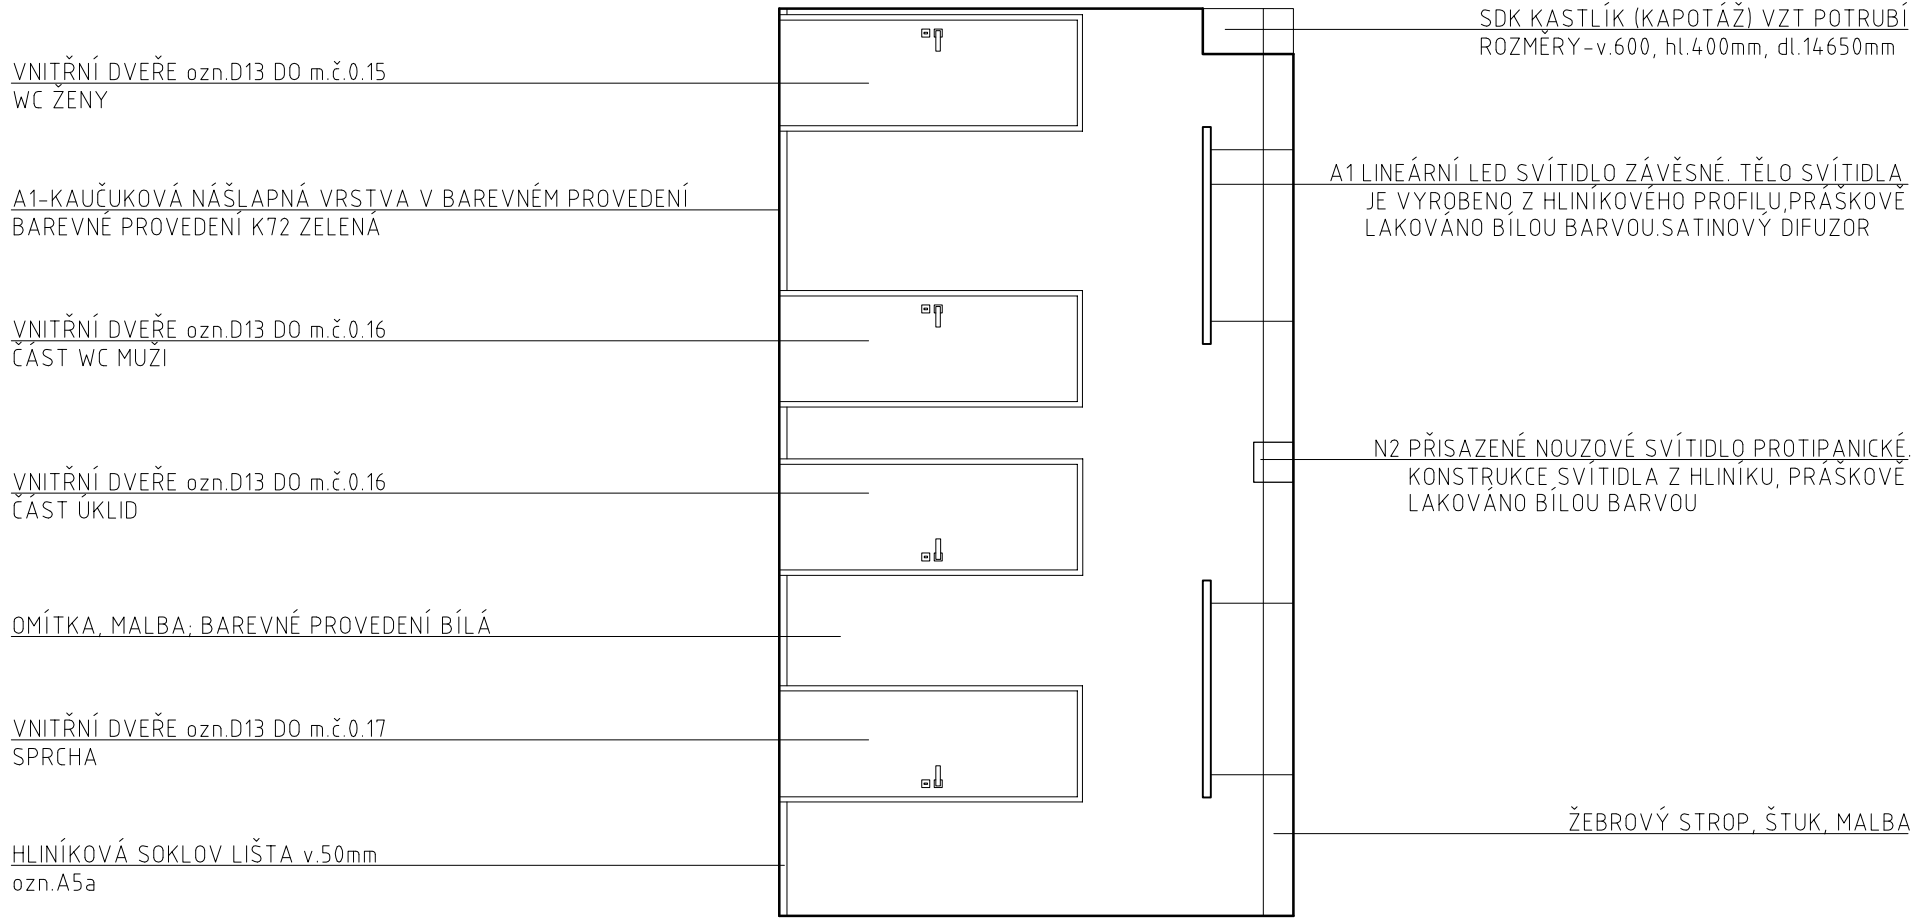 VNITŘNÍ DVEŘE ozn.D13 DO m.č.0.15
WC ŽENY
A1-KAUČUKOVÁ NÁŠLAPNÁ VRSTVA V BAREVNÉM PROVEDENÍ
BAREVNÉ PROVEDENÍ K72 ZELENÁ
VNITŘNÍ DVEŘE ozn.D13 DO m.č.0.16
ČÁST WC MUŽI
VNITŘNÍ DVEŘE ozn.D13 DO m.č.0.16
ČÁST ÚKLID
OMÍTKA, MALBA; BAREVNÉ PROVEDENÍ BÍLÁ
VNITŘNÍ DVEŘE ozn.D13 DO m.č.0.17
SPRCHA
HLINÍKOVÁ SOKLOV LIŠTA v.50mm
ozn.A5a
SDK KASTLÍK (KAPOTÁŽ) VZT POTRUBÍ
ROZMĚRY-v.600, hl.400mm, dl.14650mm
A1 LINEÁRNÍ LED SVÍTIDLO ZÁVĚSNÉ. TĚLO SVÍTIDLA
JE VYROBENO Z HLINÍKOVÉHO PROFILU,PRÁŠKOVĚ
LAKOVÁNO BÍLOU BARVOU.SATINOVÝ DIFUZOR
N2 PŘISAZENÉ NOUZOVÉ SVÍTIDLO PROTIPANICKÉ.
KONSTRUKCE SVÍTIDLA Z HLINÍKU, PRÁŠKOVĚ
LAKOVÁNO BÍLOU BARVOU
ŽEBROVÝ STROP, ŠTUK, MALBA